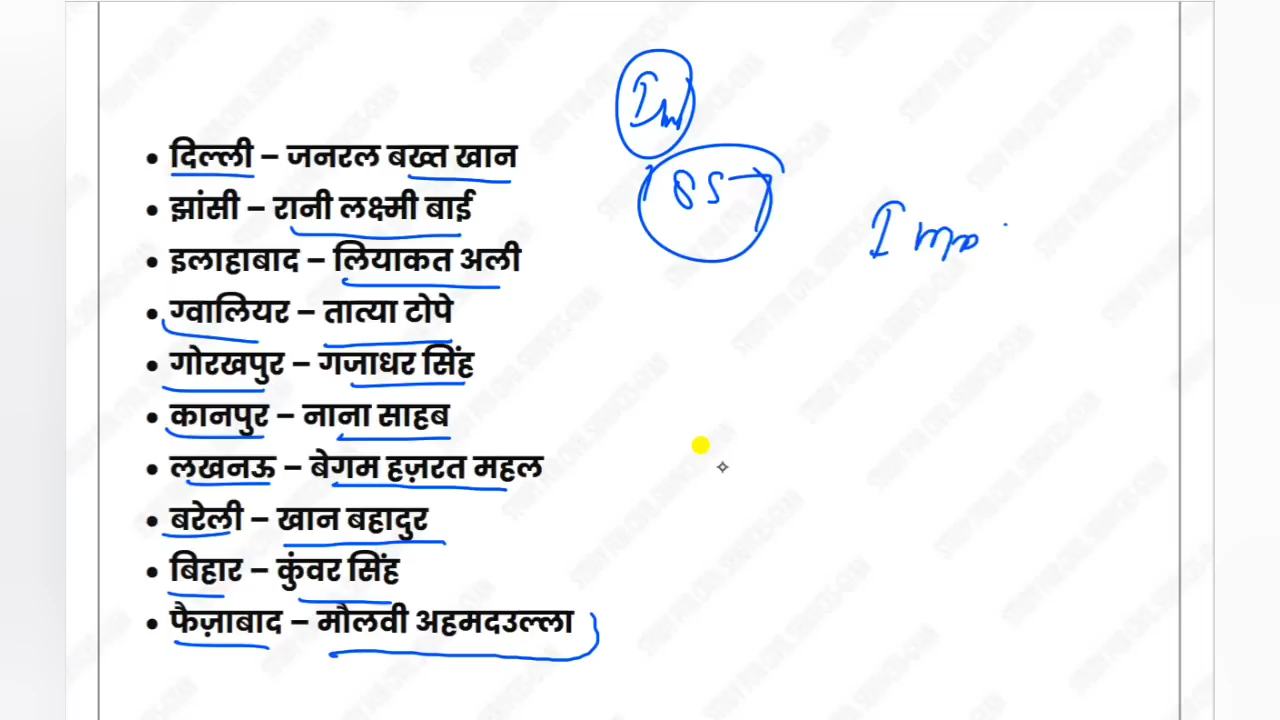 • दिल्ली – जनरल बख्त खान
• झांसी – रानी लक्ष्मी बाई
• इलाहाबाद – लियाकत अली
• ग्वालियर – तात्या टोपे
• गोरखपुर – गजाधर सिंह
• कानपुर – नाना साहब
• लखनऊ – बेगम हज़रत महल
• बरेली – खान बहादुर
• बिहार – कुंवर सिंह
• फैज़ाबाद – मौलवी अहमदउल्ला